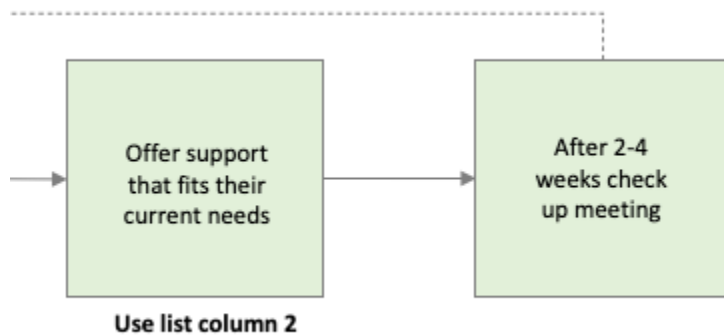 Offer support
that fits their
current needs
After 2-4
weeks check
up meeting
Use list column 2